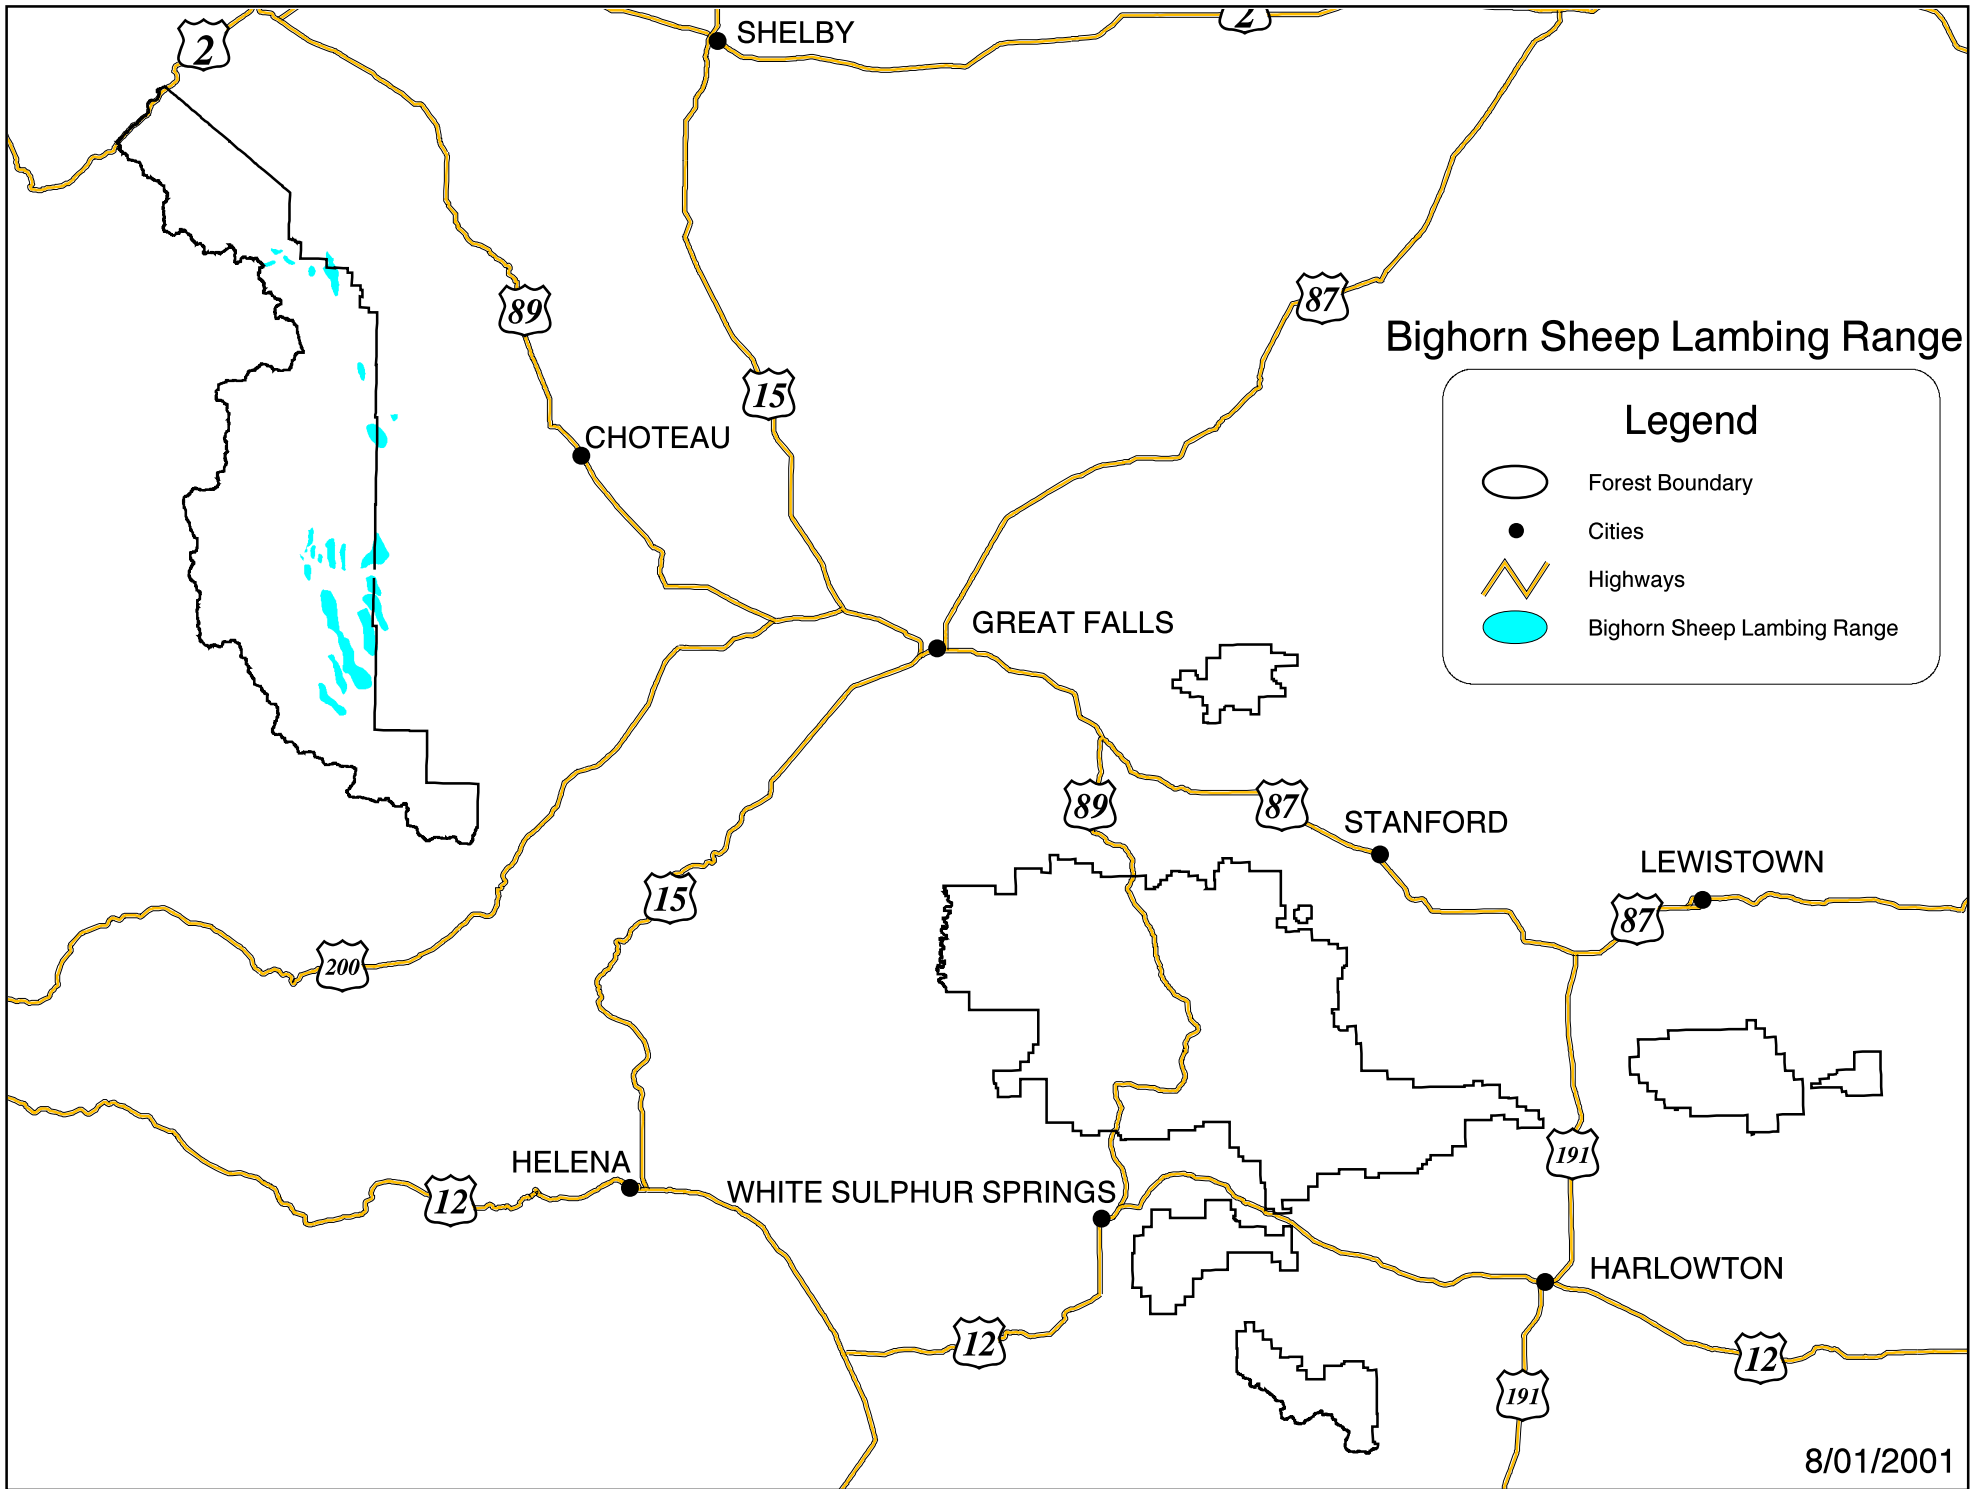 2
SHELBY
2
89
87
Bighorn Sheep Lambing Range
15
Legend
CHOTEAU
Forest Boundary
Cities
Highways
GREAT FALLS
Bighorn Sheep Lambing Range
89
87
STANFORD
LEWISTOWN
15
87
200
191
HELENA
12
WHITE SULPHUR SPRINGS
HARLOWTON
12
12
191
8/01/2001